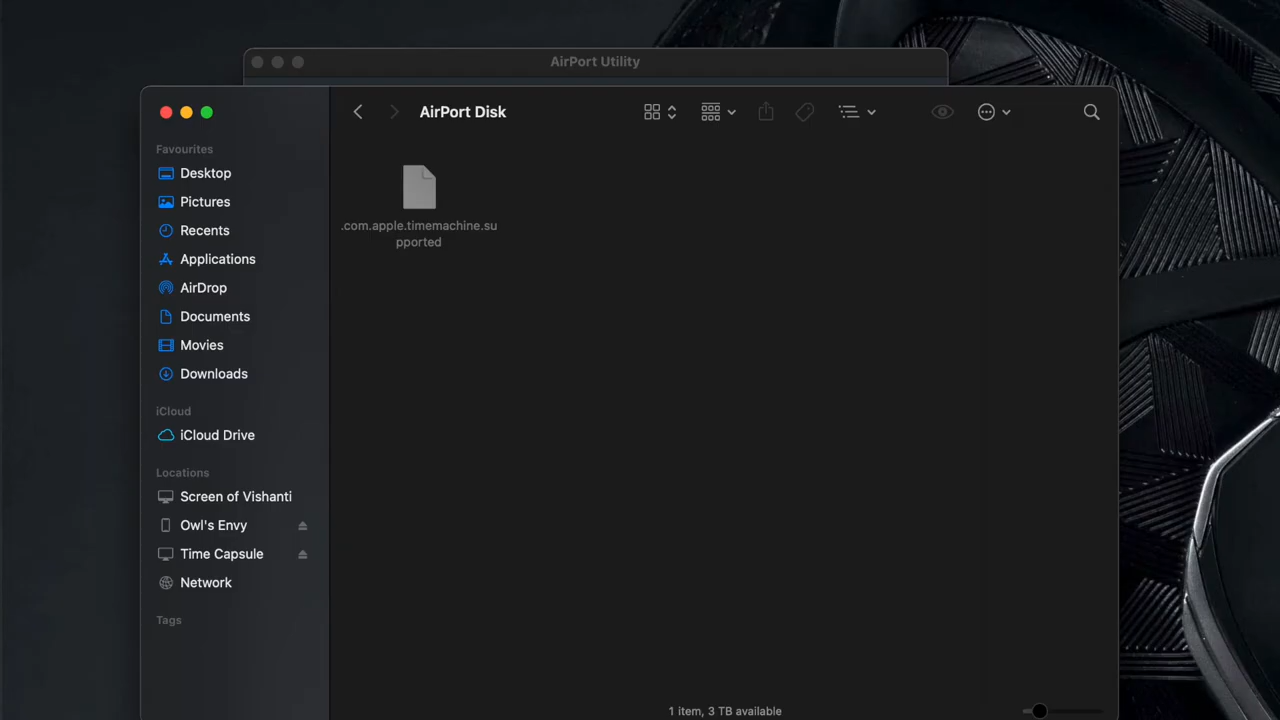 AirPort Utility
AirPort Disk
Favourites
Desktop
Pictures
Recents
Applications
AirDrop
Documents
Movies
Downloads
iCloud
iCloud Drive
Locations
Screen of Vishanti
Owl's Envy
Time Capsule
Network
Tags
.com.apple.timemachine.su
pported
1 item, 3 TB available